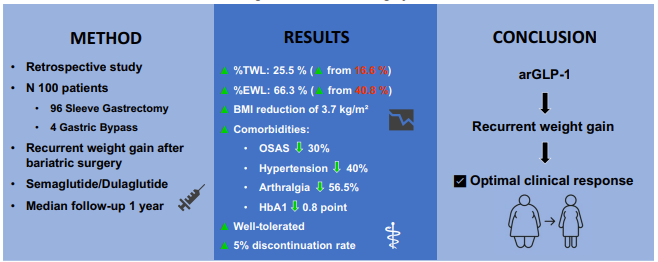 METHOD
Retrospective study
N 100 patients
96 Sleeve Gastrectomy
4 Gastric Bypass
Recurrent weight gain after
bariatric surgery
Semaglutide/Dulaglutide
Median follow-up 1 year
RESULTS
%TWL: 25.5 % (▲ from 16.6 %)
%EWL: 66.3 % (▲ from 40.8 %)
BMI reduction of 3.7 kg/m²
Comorbidities:
OSAS ⇩ 30%
Hypertension ⇩ 40%
Arthralgia ⇩ 56.5%
HbA1 ⇩ 0.8 point
Well-tolerated
5% discontinuation rate
CONCLUSION
arGLP-1
Recurrent weight gain
Optimal clinical response